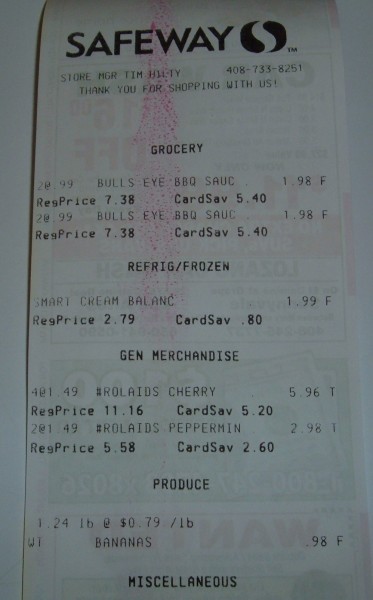 SAFEWAY TM
STORE MGR TIM HILTY 408-733-8251
THANK YOU FOR SHOPPING WITH US!
GROCERY
2@.99 BULLS EYE BBQ SAUC . 1.98 F
RegPrice 7.38 CardSav 5.40
2@.99 BULLS EYE BBQ SAUC . 1.98 F
RegPrice 7.38 CardSav 5.40
REFRIG/FROZEN
SMART CREAM BALANC 1.99 F
RegPrice 2.79 CardSav .80
GEN MERCHANDISE
4@1.49 #ROLAIDS CHERRY 5.96 T
RegPrice 11.16 CardSav 5.20
2@1.49 #ROLAIDS PEPPERMIN 2.98 T
RegPrice 5.58 CardSav 2.60
PRODUCE
1.24 lb @ $0.79 /lb
WT BANANAS .98 F
MISCELLANEOUS